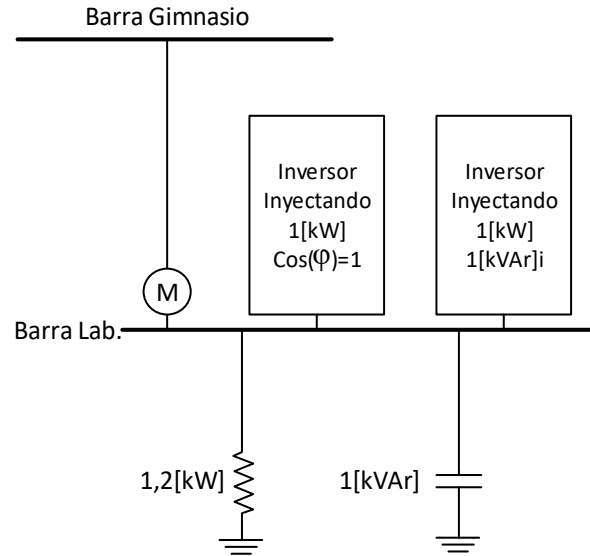 Barra Gimnasio
Inversor
Inyectando
1[kW]
Cos(φ)=1
Inversor
Inyectando
1[kW]
1[kVAr]i
M
Barra Lab.
1,2[kW]
1[kVAr]